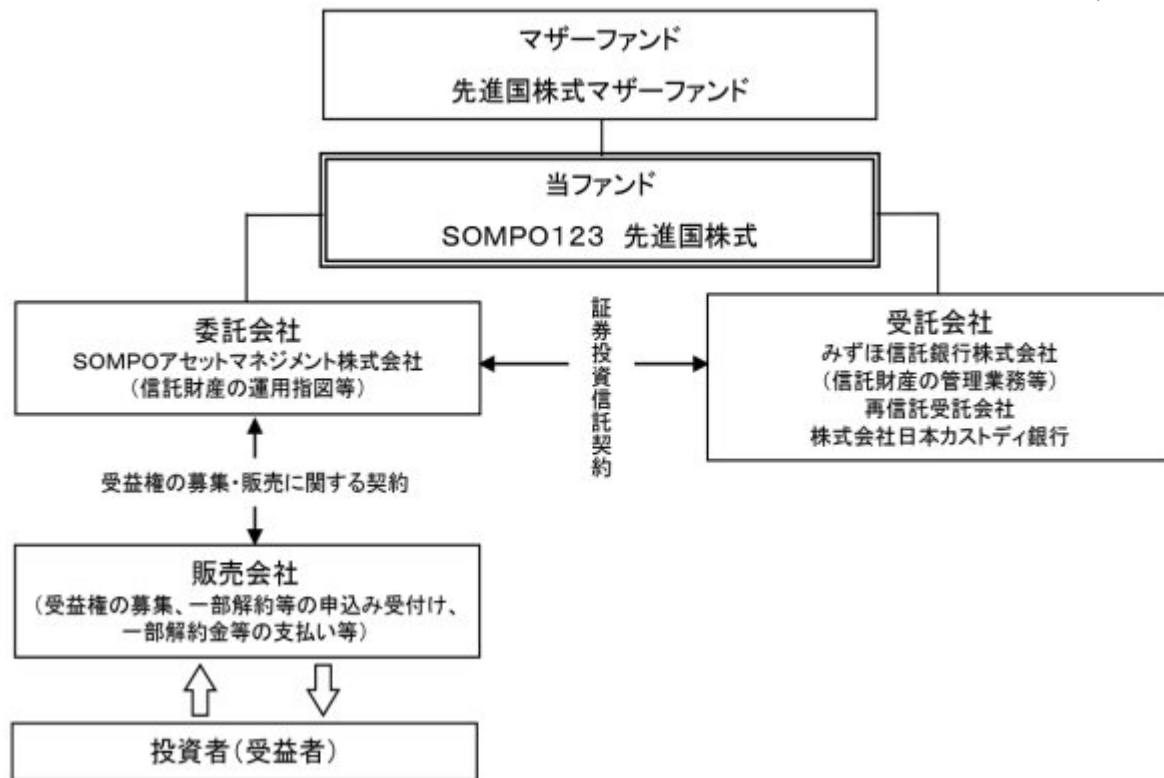 マザーファンド
先進国株式マザーファンド
当ファンド
SOMPO123 先進国株式
委託会社
SOMPOアセットマネジメント株式会社
(信託財産の運用指図等)
証券投資信託契約
受託会社
みずほ信託銀行株式会社
(信託財産の管理業務等)
再信託受託会社
株式会社日本カストディ銀行
受益権の募集・販売に関する契約
販売会社
(受益権の募集、一部解約等の申込み受付け、
一部解約金等の支払い等)
投資者(受益者)